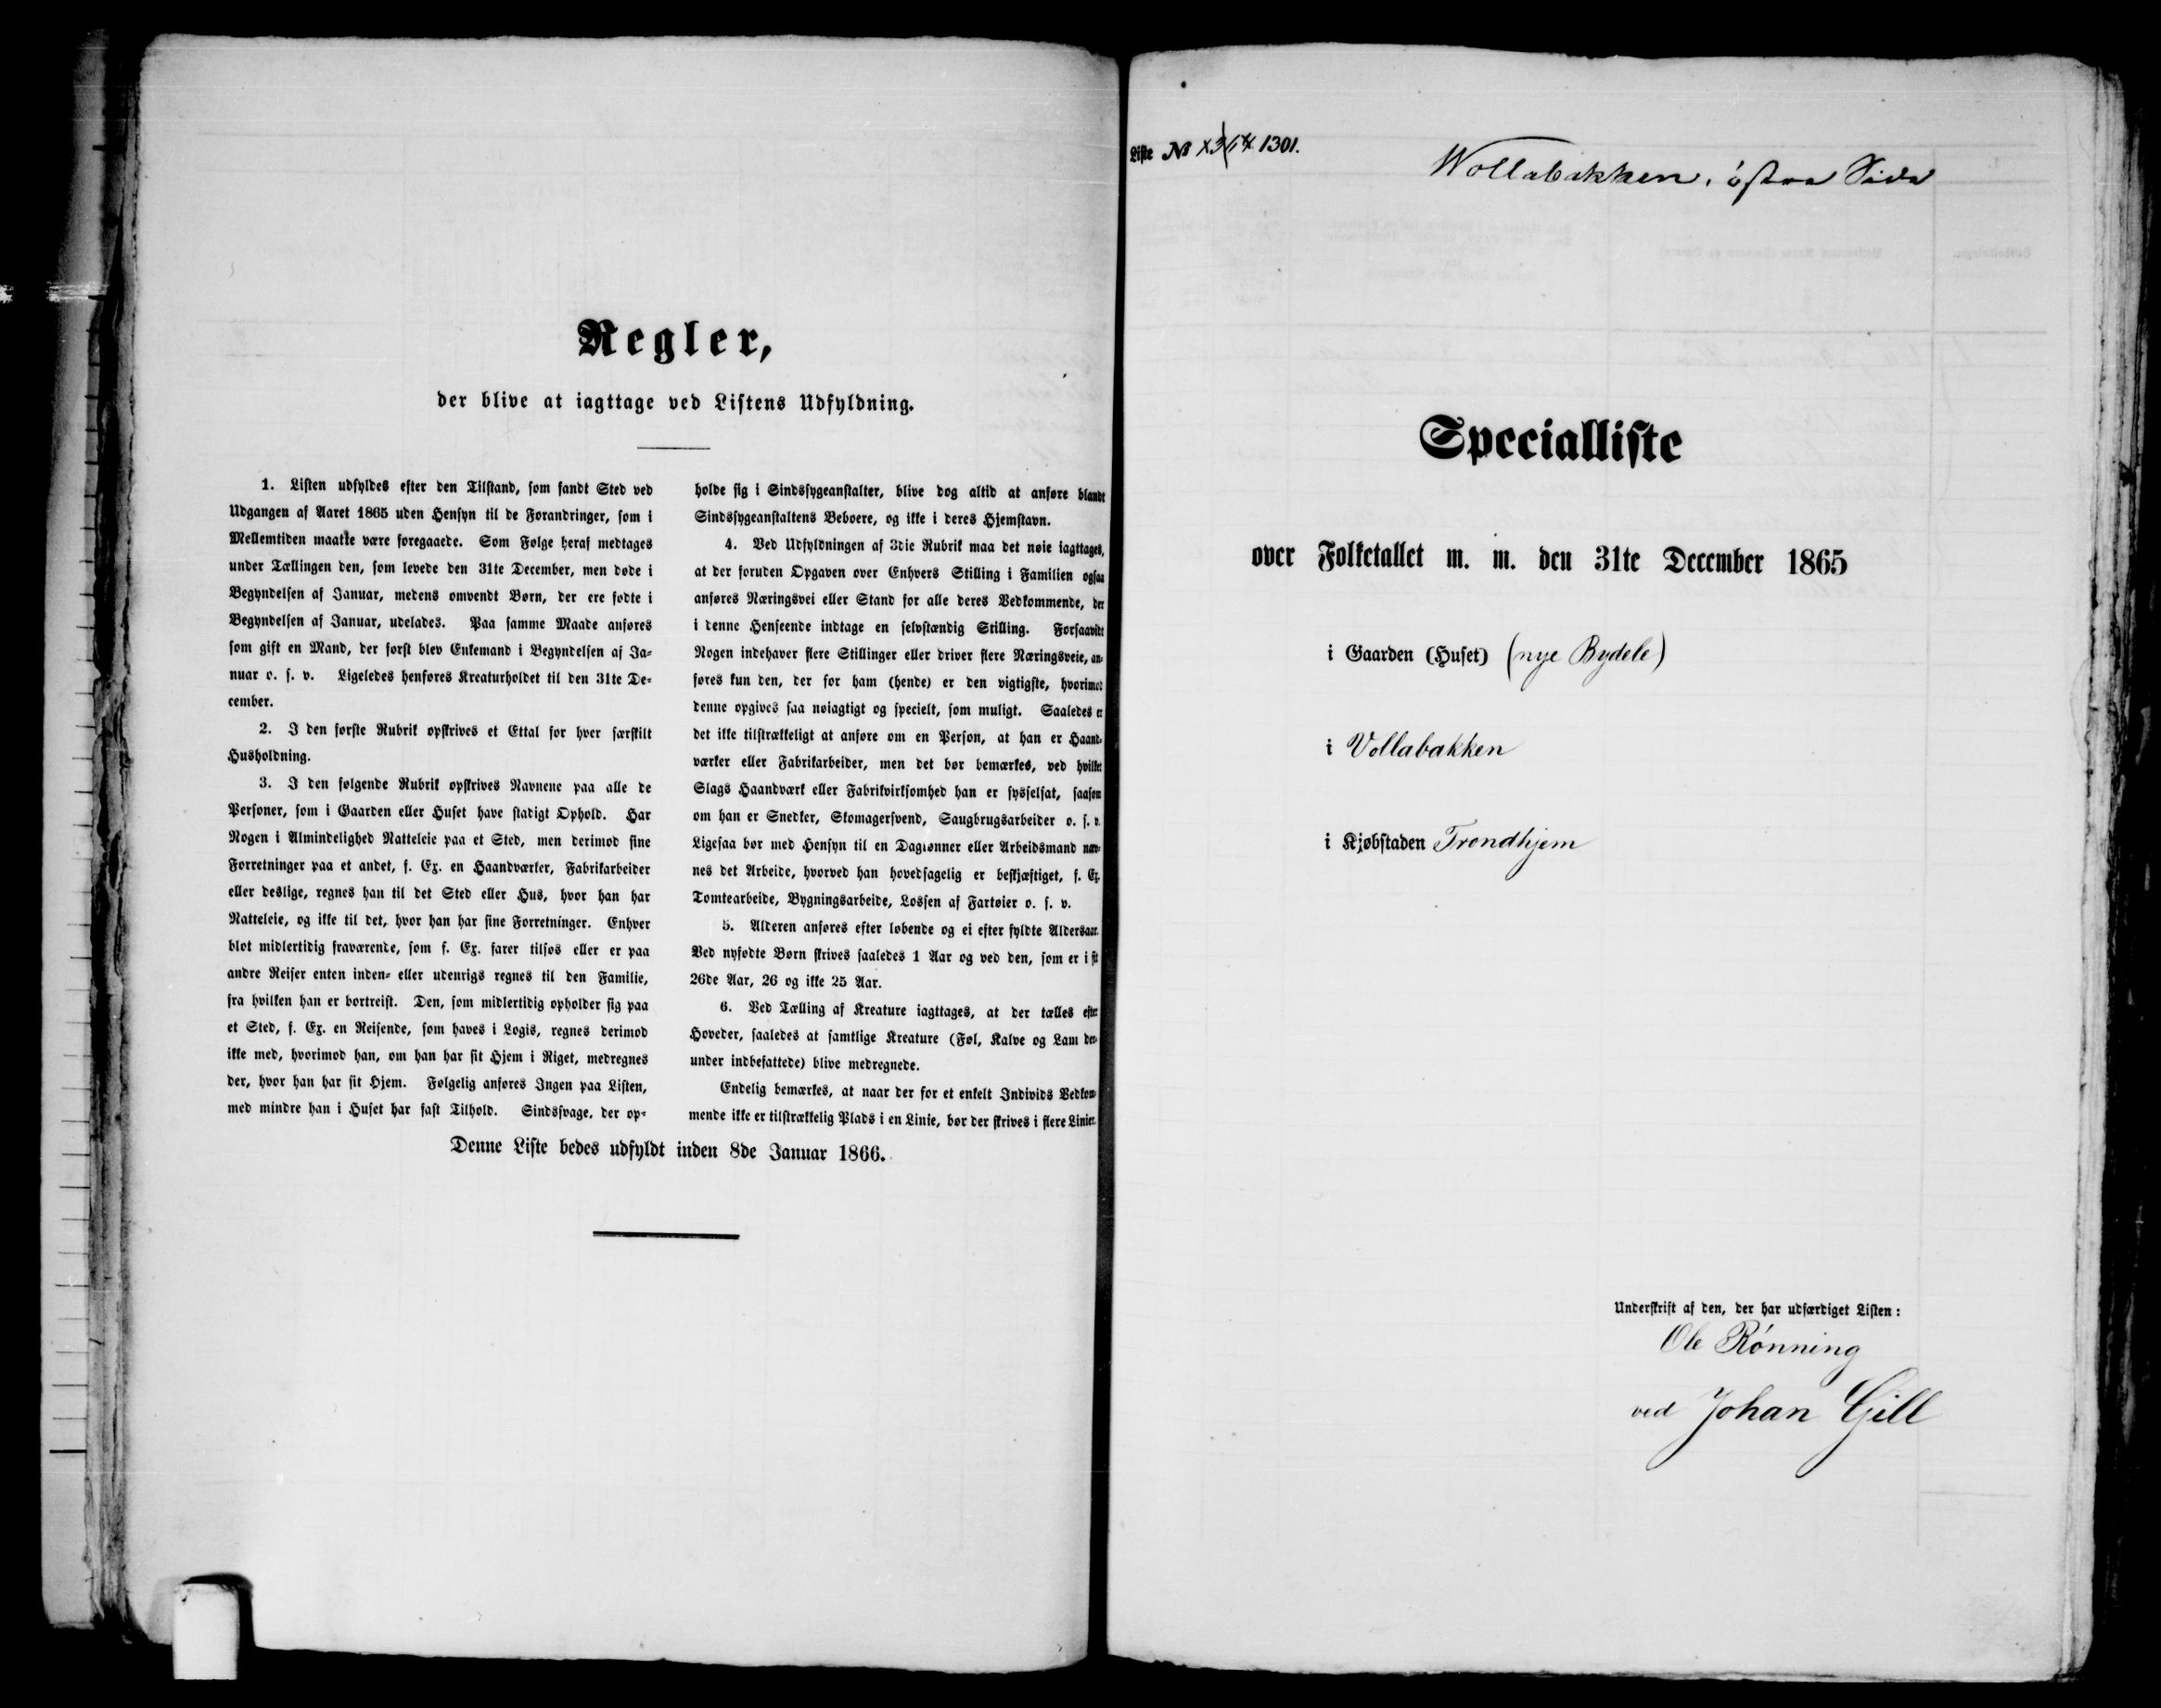 Regler,
der blive at iagttage ved Listens Udfyldning.
1. Listen udfyldes efter den Tilstand, som fandt Sted ved
Udgangen af Aaret 1865 uden Hensyn til de Forandringer, som i
Mellemtiden maatte være foregaaede. Som Følge heraf medtages
under Tællingen den, som levede den 31te December, men døde i
Begyndelsen af Januar, medens omvendt Børn, der ere fødte i
Begyndelsen af Januar, udelades. Paa samme Maade anføres
som gift en Mand, der først blev Enkemand i Begyndelsen af Ja-
nuar o. s. v. Ligeledes henføres Kreaturholdet til den 31te De-
cember.
2. I den første Rubrik opskrives et Ettal for hver særskilt
Husholdning.
3. I den følgende Rubrik opskrives Navnene paa alle de
Personer, som i Gaarden eller Huset have stadigt Ophold. Har
Nogen i Almindelighed Natteleie paa et Sted, men derimod sine
Forretninger paa et andet, f. Ex. en Haandværker, Fabrikarbeider
eller deslige, regnes han til det Sted eller Hus, hvor han har
Natteleie, og ikke til det, hvor han har sine Forretninger. Enhver
blot midlertidig fraværende, som f. Ex. farer tilsøs eller er paa
andre Reiser enten inden- eller udenrigs regnes til den Familie,
fra hvilken han er bortreist. Den, som midlertidig opholder sig paa
et Sted, f. Ex. en Reisende, som haves i Logis, regnes derimod
ikke med, hvorimod han, om han har sit Hjem i Riget, medregnes
der, hvor han har sit Hjem. Følgelig anføres Ingen paa Listen,
med mindre han i Huset har fast Tilhold. Sindssvage, der op-
holde sig i Sindssygeanstalter, blive dog altid at anføre blandt
Sindssygeanstaltens Beboere, og ikke i deres Hjemstavn.
4. Ved Udfyldningen af 3die Rubrik maa det nøie iagttages,
at der foruden Opgaven over Enhvers Stilling i Familien ogsaa
anføres Næringsvei eller Stand for alle deres Vedkommende, der
i denne Henseende indtage en selvstændig Stilling. Forsaavidt
Nogen indehaver flere Stillinger eller driver flere Næringsveie, an-
føres kun den, der for ham (hende) er den vigtigste, hvorimod
denne opgives saa nøiagtigt og specielt, som muligt. Saaledes er
det ikke tilstrækkeligt at anføre om en Person, at han er Haand-
værker eller Fabrikarbeider, men det bør bemærkes, ved hvilket
Slags Haandværk eller Fabrikvirksomhed han er sysselsat, saasom
om han er Snedker, Skomagersvend, Saugbrugsarbeider o. s. v.
Ligesaa bør med Hensyn til en Daglønner eller Arbeidsmand næv-
nes det Arbeide, hvorved han hovedsagelig er beskjæftiget, f. Ex.
Tomtearbeide, Bygningsarbeide, Lossen af Fartøier o. s. v.
5. Alderen anføres efter løbende og ei efter fyldte Aldersaar.
Ved nyfødte Børn skrives saaledes 1 Aar og ved den, som er i sit
26de Aar, 26 og ikke 25 Aar.
6. Ved Tælling af Kreature iagttages, at der tælles efter
Hoveder, saaledes at samtlige Kreature (Føl, Kalve og Lam der-
under indbefattede) blive medregnede.
Endelig bemærkes, at naar der for et enkelt Individs Vedkom-
mende ikke er tilstrækkelig Plads i en Linie, bør der skrives i flere Linier.
Denne Liste bedes udfyldt inden 8de Januar 1866.
Liste № 1301.
Wollabakken, østre Side
Specialliste
over Folketallet m. m. den 31te December 1865
i Gaarden (Huset) (nye Bydele)
i Vollabakken
i Kjøbstaden Trondhjem
Underskrift af den, der har udfærdiget Listen:
Ole Rönning
ved Johan Gill